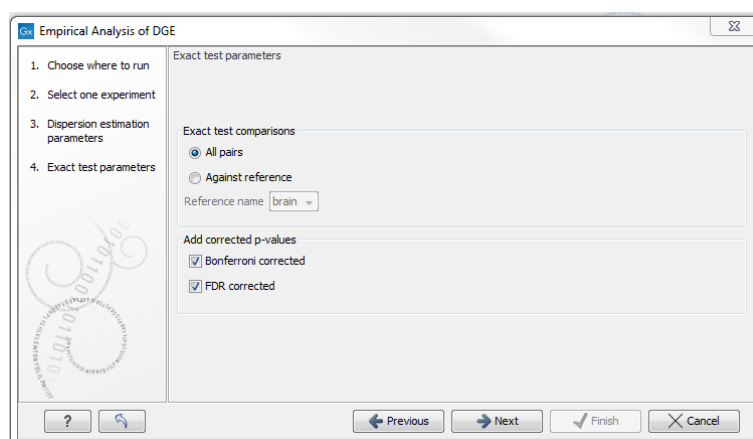 Gx Empirical Analysis of DGE
1. Choose where to run
2. Select one experiment
3. Dispersion estimation
parameters
4. Exact test parameters
Exact test parameters
Exact test comparisons
All pairs
Against reference
Reference name brain
Add corrected p-values
Bonferroni corrected
FDR corrected
? Previous Next Finish Cancel